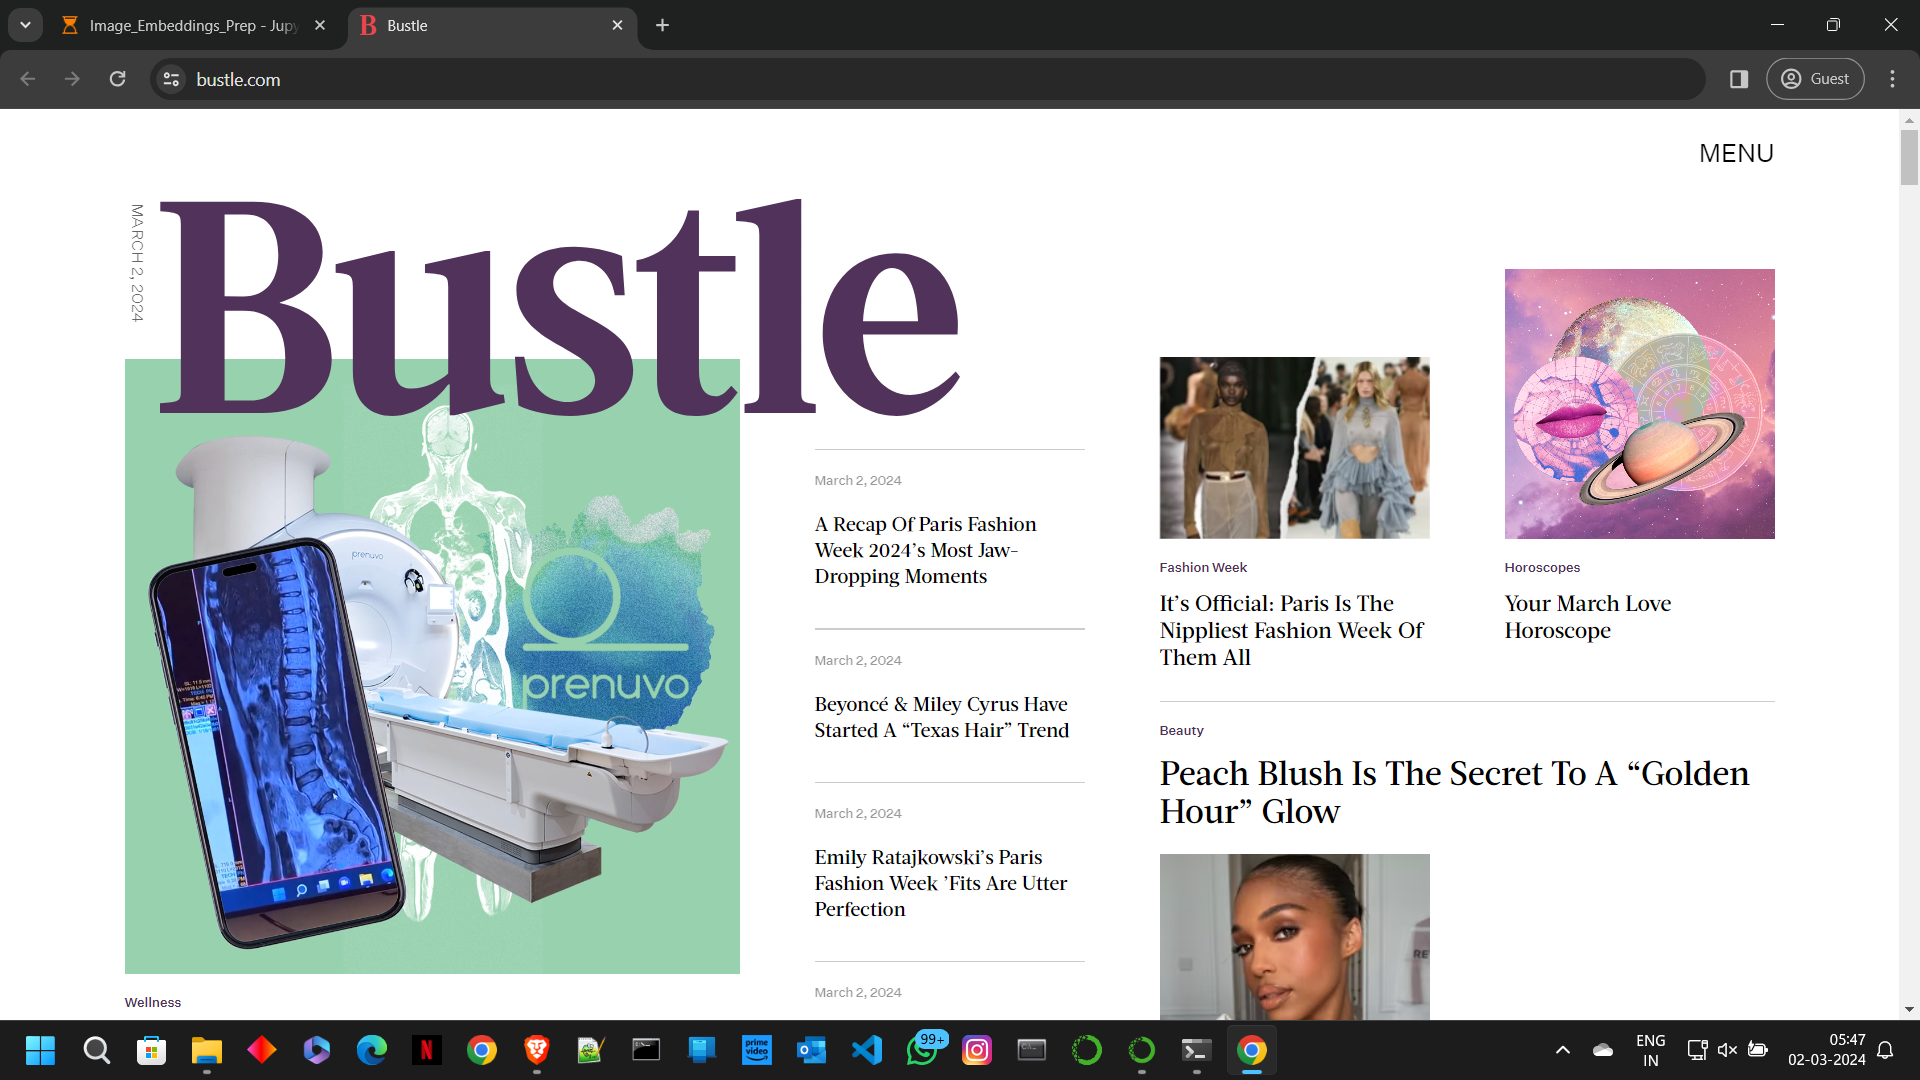 Image_Embeddings_Prep - Jupy
Bustle
bustle.com
Guest
MENU
MARCH 2, 2024
Bustle
prenuvo
prenuvo
Wellness
March 2, 2024
A Recap Of Paris Fashion
Week 2024’s Most Jaw-
Dropping Moments
March 2, 2024
Beyoncé & Miley Cyrus Have
Started A “Texas Hair” Trend
March 2, 2024
Emily Ratajkowski’s Paris
Fashion Week ’Fits Are Utter
Perfection
March 2, 2024
Fashion Week
It’s Official: Paris Is The
Nippliest Fashion Week Of
Them All
Horoscopes
Your March Love
Horoscope
Beauty
Peach Blush Is The Secret To A “Golden
Hour” Glow
prime
video
99+
ENG
IN
05:47
02-03-2024